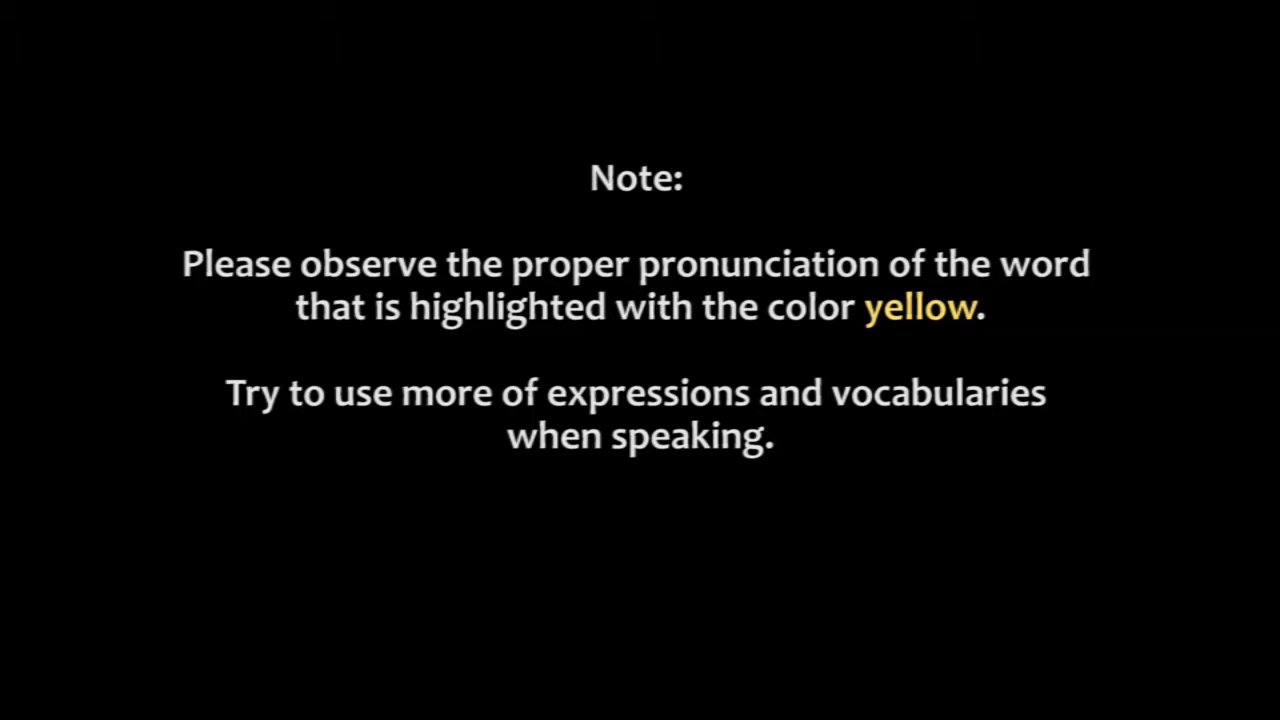 Note:
Please observe the proper pronunciation of the word
that is highlighted with the color yellow.
Try to use more of expressions and vocabularies
when speaking.